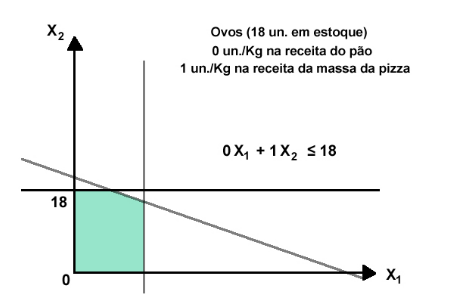 X2
Ovos (18 un. em estoque)
0 un./Kg na receita do pão
1 un./Kg na receita da massa da pizza
0 X1 + 1 X2 ≤ 18
18
0
X1